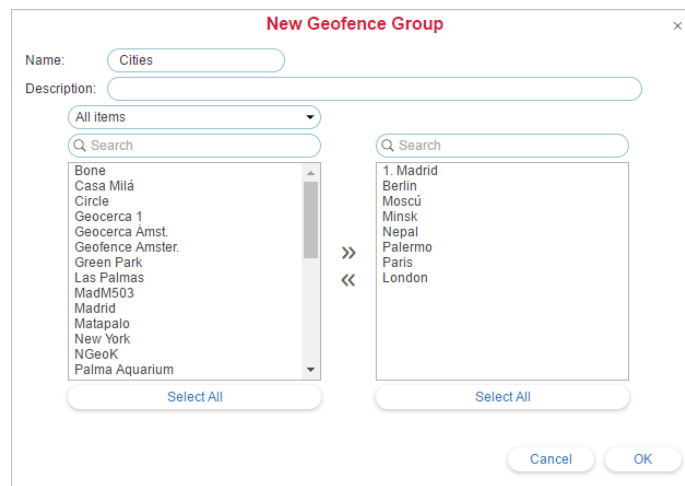 New Geofence Group
×
Name: Cities
Description:
All items
Search
Bone
Casa Milá
Circle
Geocerca 1
Geocerca Ámst.
Geofence Amster.
Green Park
Las Palmas
MadM503
Madrid
Matapalo
New York
NGeoK
Palma Aquarium
Select All
»
«
Search
1. Madrid
Berlin
Moscú
Minsk
Nepal
Palermo
Paris
London
Select All
Cancel
OK